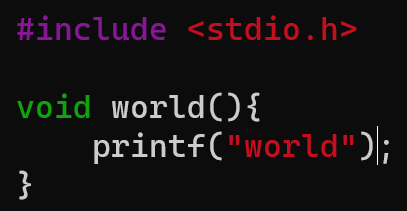 #include <stdio.h>

void world(){
    printf("world");
}